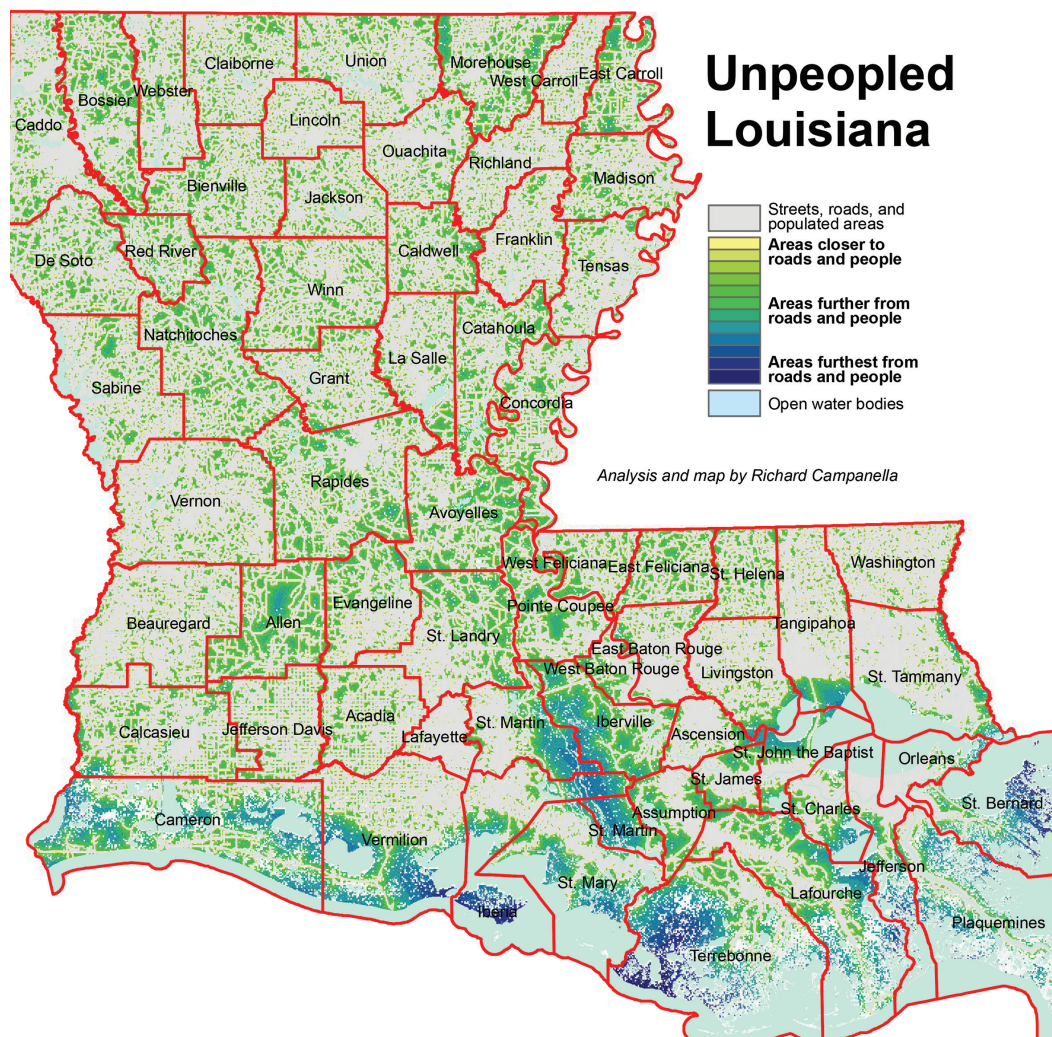 Unpeopled
Louisiana
Streets, roads, and
populated areas
Areas closer to
roads and people
Areas further from
roads and people
Areas furthest from
roads and people
Open water bodies
Analysis and map by Richard Campanella
Caddo
Bossier
Webster
Claiborne
Union
Morehouse
West Carroll
East Carroll
Lincoln
Ouachita
Richland
Madison
Bienville
Jackson
De Soto
Red River
Caldwell
Franklin
Tensas
Winn
Natchitoches
Catahoula
La Salle
Sabine
Grant
Concordia
Vernon
Rapides
Avoyelles
West Feliciana
East Feliciana
St. Helena
Washington
Beauregard
Allen
Evangeline
Pointe Coupee
Tangipahoa
St. Landry
East Baton Rouge
West Baton Rouge
Livingston
St. Tammany
Calcasieu
Jefferson Davis
Acadia
Lafayette
St. Martin
Iberville
Ascension
St. John the Baptist
Orleans
St. James
Cameron
Vermilion
Assumption
St. Martin
St. Charles
St. Bernard
Jefferson
St. Mary
Lafourche
Iberia
Plaquemines
Terrebonne